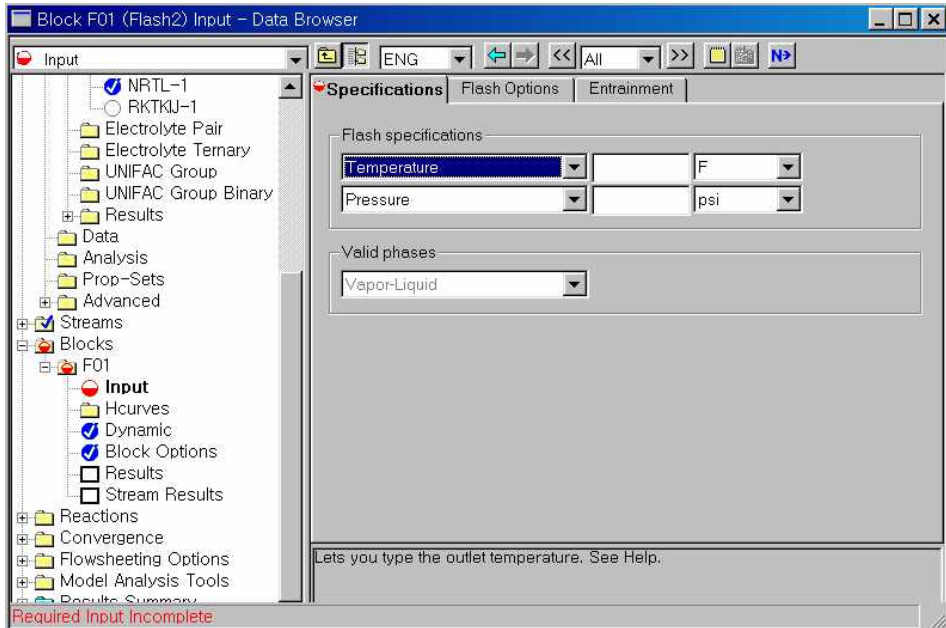 Block F01 (Flash2) Input - Data Browser
Input
ENG
<<
All
>>
N>
NRTL-1
RKTKIJ-1
Electrolyte Pair
Electrolyte Ternary
UNIFAC Group
UNIFAC Group Binary
Results
Data
Analysis
Prop-Sets
Advanced
Streams
Blocks
F01
Input
Hcurves
Dynamic
Block Options
Results
Stream Results
Reactions
Convergence
Flowsheeting Options
Model Analysis Tools
Results Summary
Specifications
Flash Options
Entrainment
Flash specifications
Temperature
F
Pressure
psi
Valid phases
Vapor-Liquid
Lets you type the outlet temperature. See Help.
Required Input Incomplete